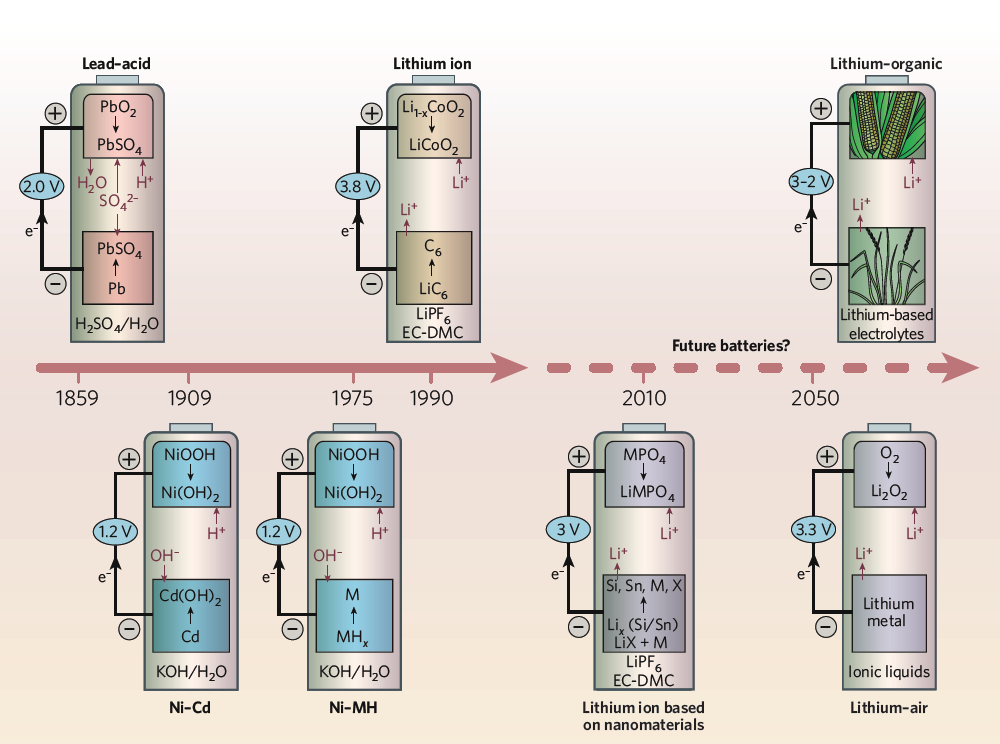 Lead–acid
+
PbO₂
PbSO₄
2.0 V
H₂O
H⁺
SO₄²⁻
e⁻
PbSO₄
Pb
−
H₂SO₄/H₂O
Lithium ion
+
Li₁₋ₓCoO₂
LiCoO₂
3.8 V
Li⁺
Li⁺
e⁻
C₆
LiC₆
−
LiPF₆
EC-DMC
Lithium–organic
+
3–2 V
Li⁺
Li⁺
e⁻
−
Lithium-based
electrolytes
Future batteries?
1859
1909
1975
1990
2010
2050
+
NiOOH
Ni(OH)₂
1.2 V
H⁺
OH⁻
e⁻
Cd(OH)₂
Cd
−
KOH/H₂O
Ni–Cd
+
NiOOH
Ni(OH)₂
1.2 V
H⁺
OH⁻
e⁻
M
MHₓ
−
KOH/H₂O
Ni–MH
+
MPO₄
LiMPO₄
3 V
Li⁺
Li⁺
e⁻
Si, Sn, M, X
Liₓ (Si/Sn)
LiX + M
−
LiPF₆
EC-DMC
Lithium ion based
on nanomaterials
+
O₂
Li₂O₂
3.3 V
Li⁺
Li⁺
e⁻
Lithium
metal
−
Ionic liquids
Lithium–air